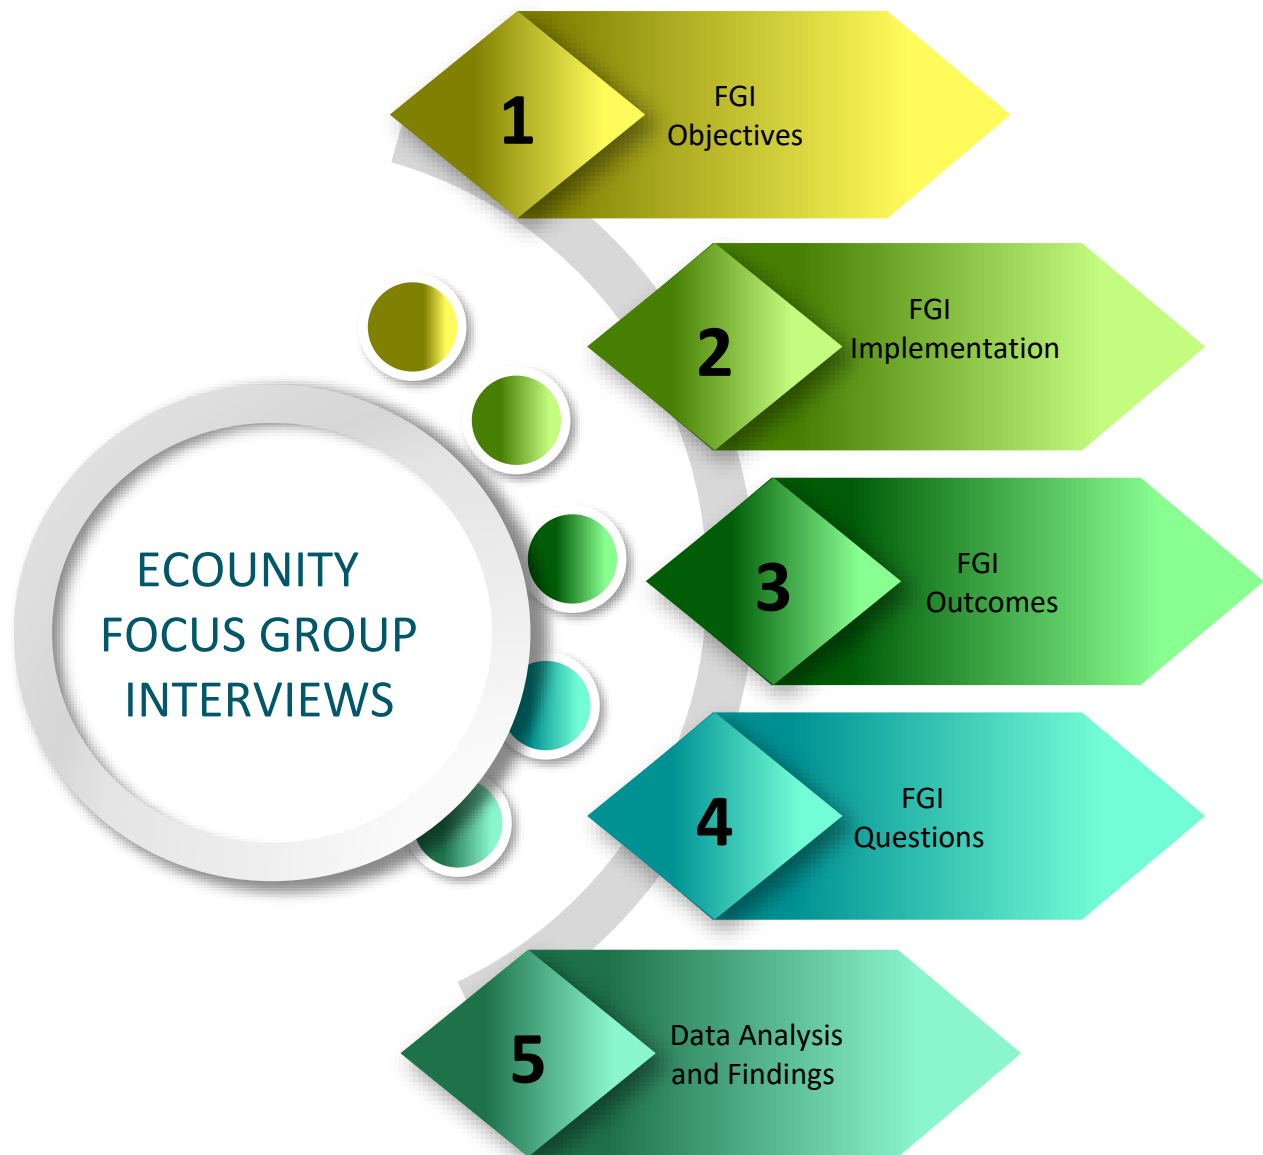 ECOUNITY
FOCUS GROUP
INTERVIEWS
1
FGI
Objectives
2
FGI
Implementation
3
FGI
Outcomes
4
FGI
Questions
5
Data Analysis
and Findings